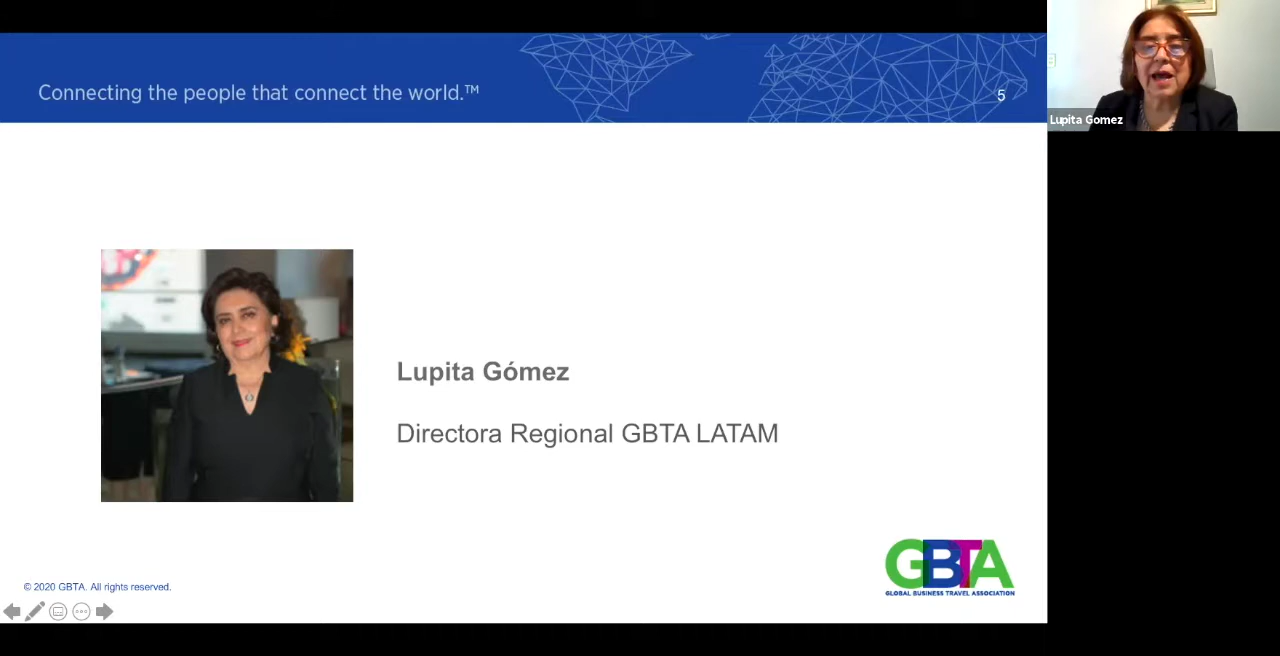 Connecting the people that connect the world.™
5
Lupita Gomez
Lupita Gómez
Directora Regional GBTA LATAM
GBTA
GLOBAL BUSINESS TRAVEL ASSOCIATION
© 2020 GBTA. All rights reserved.